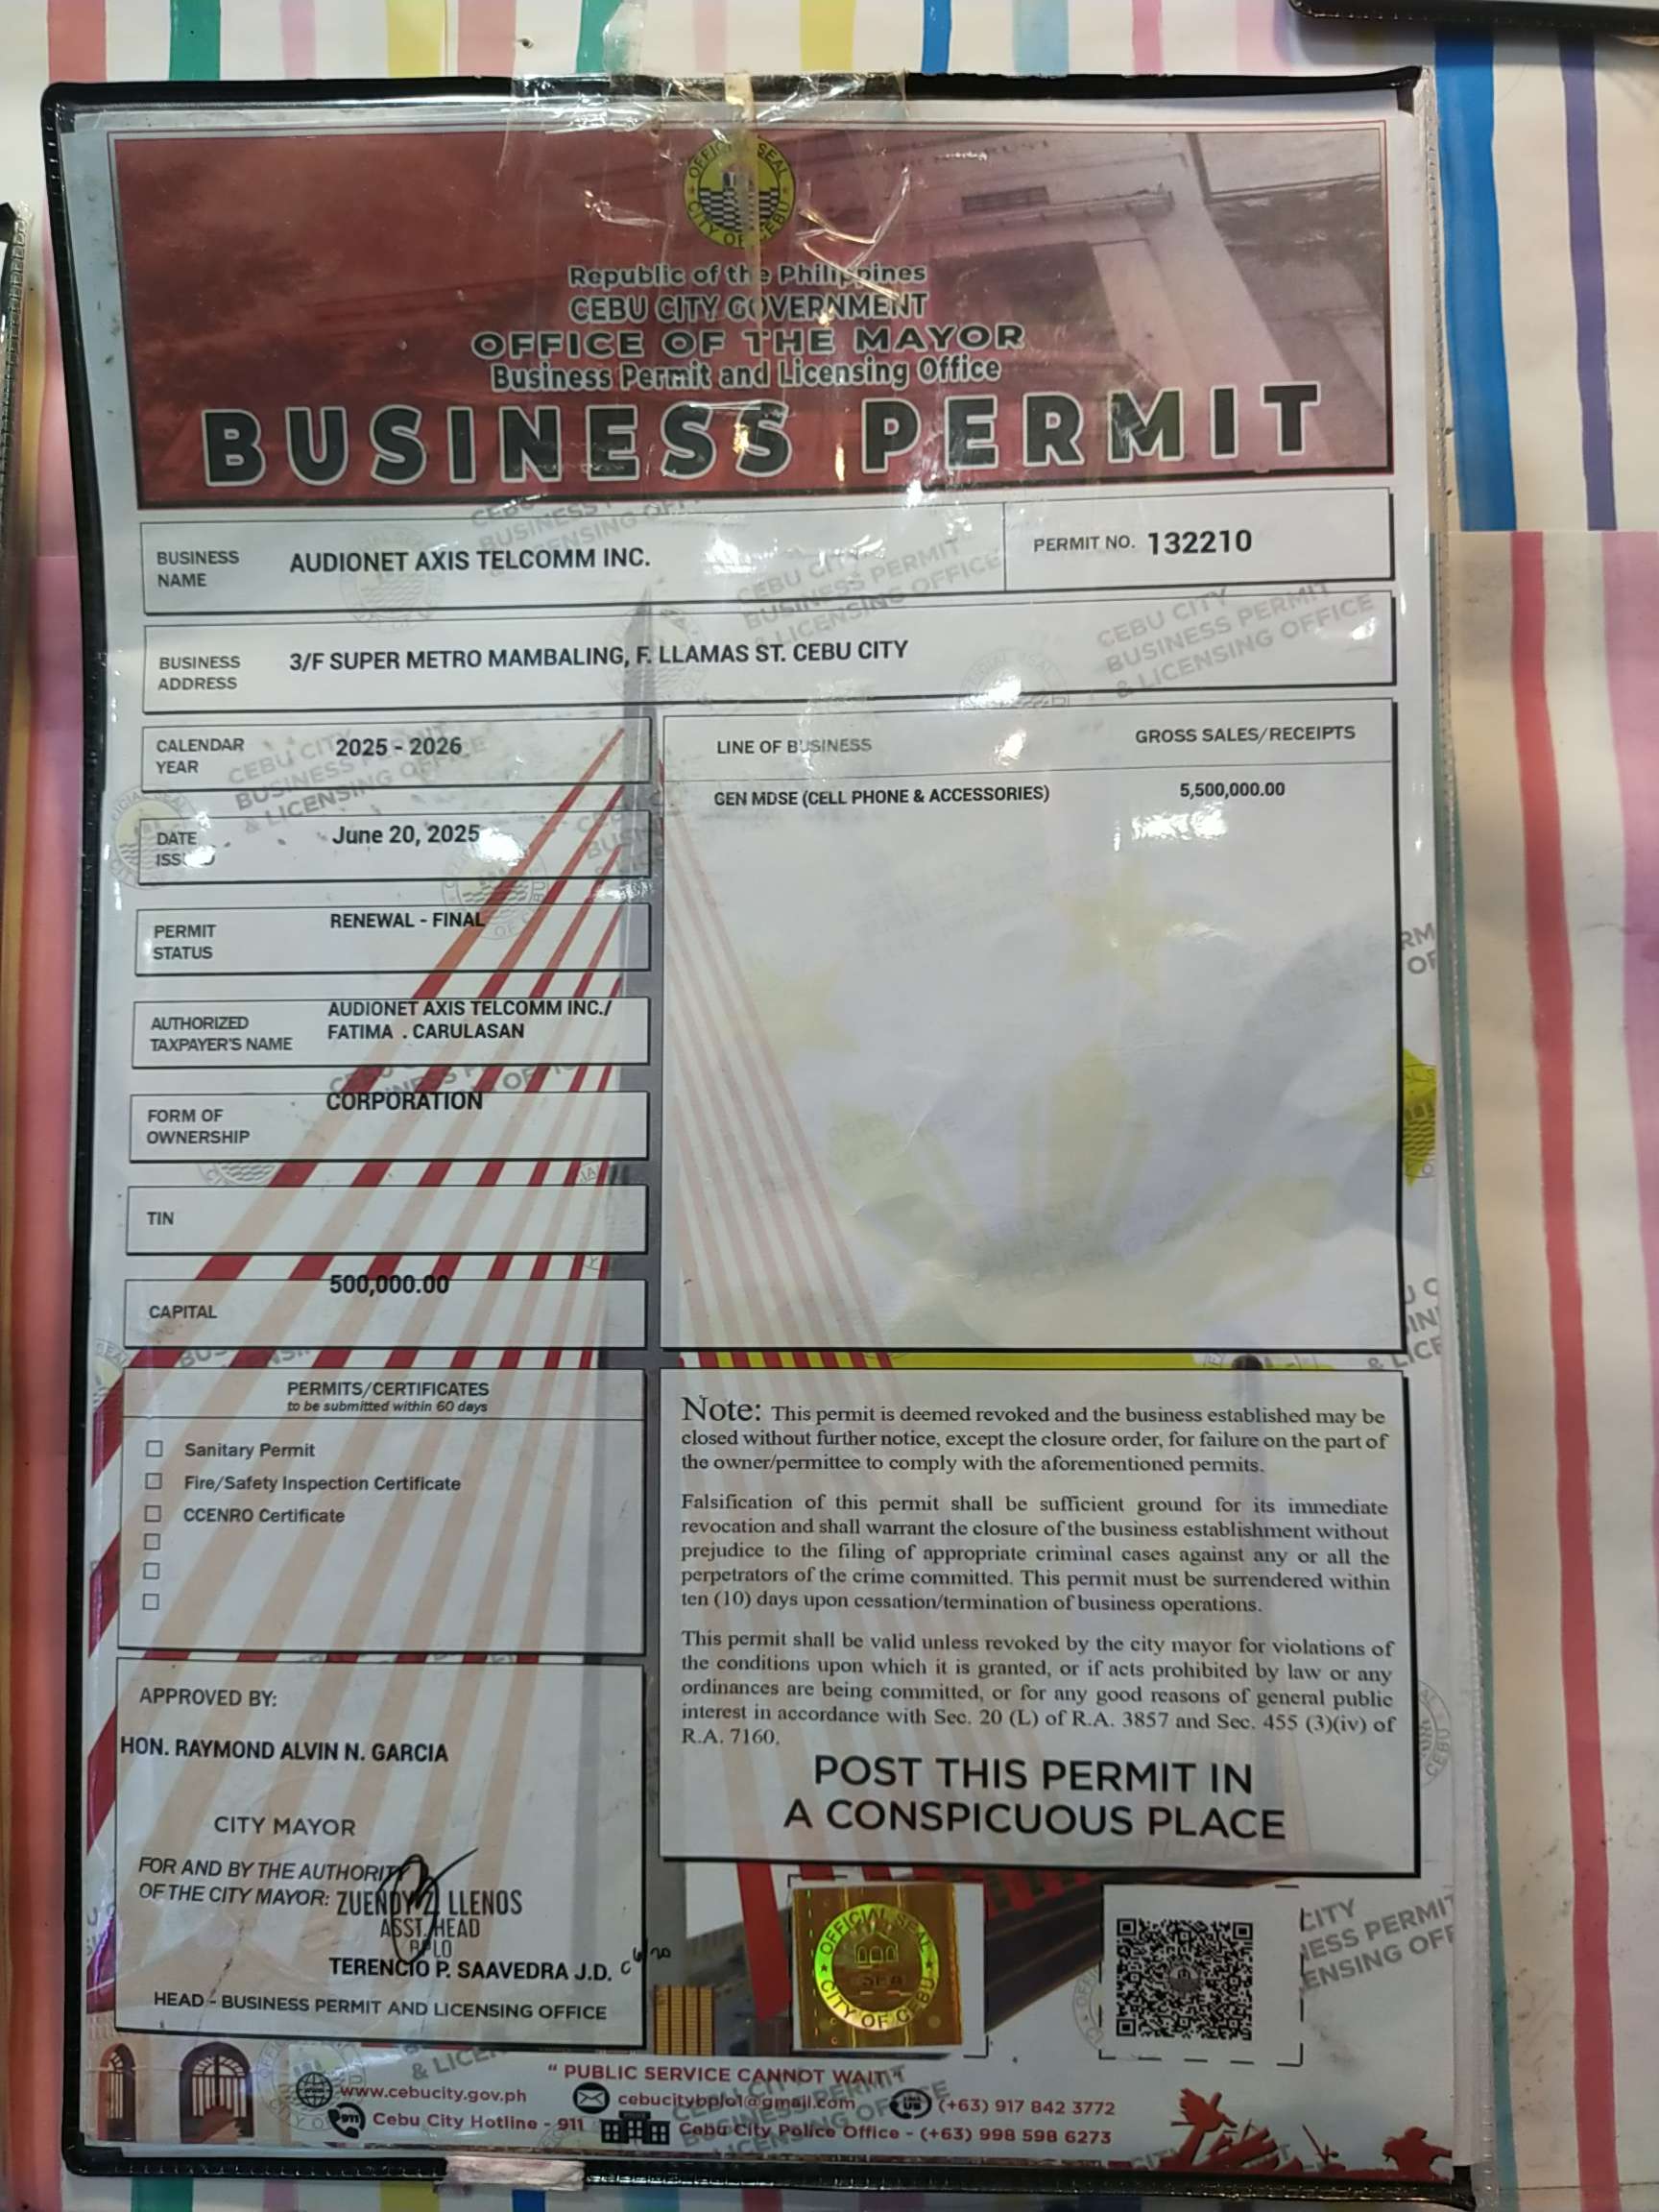 OFFICIAL SEAL
CITY OF CEBU
Republic of the Philippines
CEBU CITY GOVERNMENT
OFFICE OF THE MAYOR
Business Permit and Licensing Office
BUSINESS PERMIT
BUSINESS NAME AUDIONET AXIS TELCOMM INC.
PERMIT NO. 132210
BUSINESS ADDRESS 3/F SUPER METRO MAMBALING, F. LLAMAS ST. CEBU CITY
CALENDAR YEAR 2025 - 2026
DATE ISSUED June 20, 2025
PERMIT STATUS RENEWAL - FINAL
AUTHORIZED TAXPAYER'S NAME AUDIONET AXIS TELCOMM INC./
FATIMA . CARULASAN
FORM OF OWNERSHIP CORPORATION
TIN
CAPITAL 500,000.00
LINE OF BUSINESS GROSS SALES/RECEIPTS
GEN MDSE (CELL PHONE & ACCESSORIES) 5,500,000.00
PERMITS/CERTIFICATES
to be submitted within 60 days
Sanitary Permit
Fire/Safety Inspection Certificate
CCENRO Certificate
Note: This permit is deemed revoked and the business established may be
closed without further notice, except the closure order, for failure on the part of
the owner/permittee to comply with the aforementioned permits.
Falsification of this permit shall be sufficient ground for its immediate
revocation and shall warrant the closure of the business establishment without
prejudice to the filing of appropriate criminal cases against any or all the
perpetrators of the crime committed. This permit must be surrendered within
ten (10) days upon cessation/termination of business operations.
This permit shall be valid unless revoked by the city mayor for violations of
the conditions upon which it is granted, or if acts prohibited by law or any
ordinances are being committed, or for any good reasons of general public
interest in accordance with Sec. 20 (L) of R.A. 3857 and Sec. 455 (3)(iv) of
R.A. 7160.
POST THIS PERMIT IN
A CONSPICUOUS PLACE
APPROVED BY:
HON. RAYMOND ALVIN N. GARCIA
CITY MAYOR
FOR AND BY THE AUTHORITY
OF THE CITY MAYOR: ZUENDY Z LLENOS
ASST. HEAD
BPLO
TERENCIO P. SAAVEDRA J.D.
HEAD - BUSINESS PERMIT AND LICENSING OFFICE
OFFICIAL SEAL
CITY OF CEBU
CITY
NESS PERMIT
ENSING OFF
" PUBLIC SERVICE CANNOT WAIT "
www.cebucity.gov.ph cebucitybplo1@gmail.com (+63) 917 842 3772
911 Cebu City Hotline - 911 Cebu City Police Office - (+63) 998 598 6273